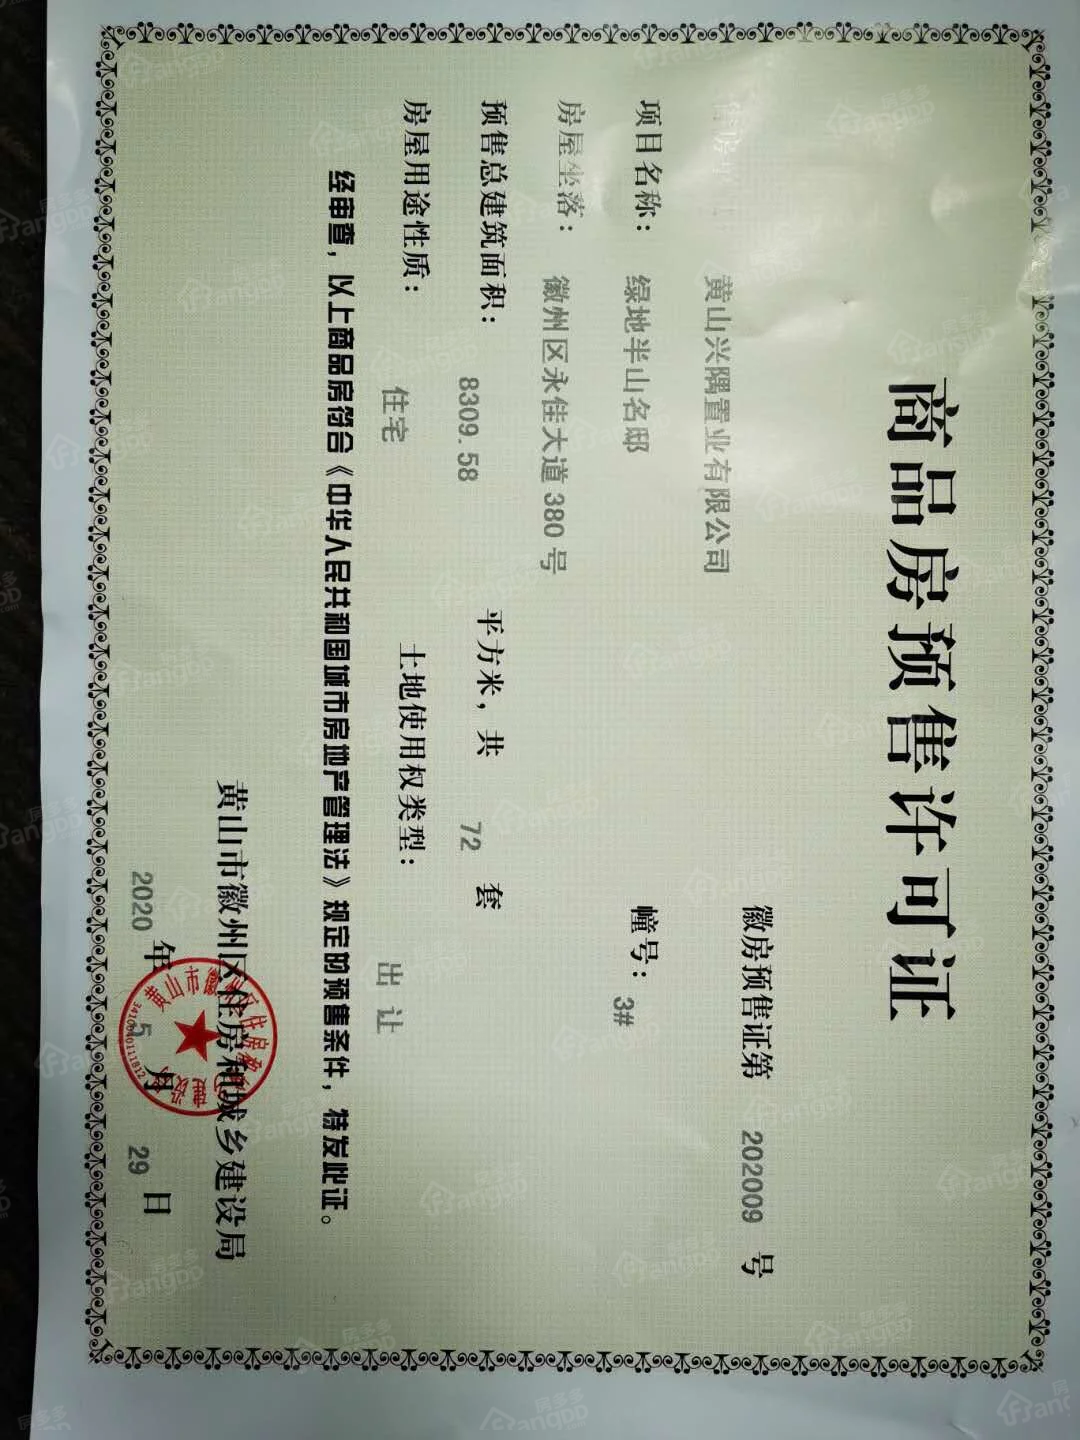 商品房预售许可证
徽房预售证第 202009 号
黄山兴隅置业有限公司
项目名称： 绿地半山名邸 幢号： 3#
房屋坐落： 徽州区永佳大道380号
预售总建筑面积： 8309.58 平方米，共 72 套
房屋用途性质： 住宅 土地使用权类型： 出让
经审查，以上商品房符合《中华人民共和国城市房地产管理法》规定的预售条件，特发此证。
黄山市徽州区住房和城乡建设局
2020 年 5 月 29 日